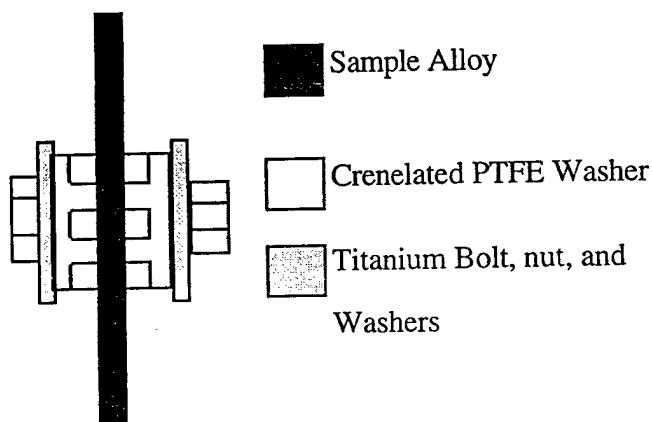 Sample Alloy
Crenelated PTFE Washer
Titanium Bolt, nut, and
Washers